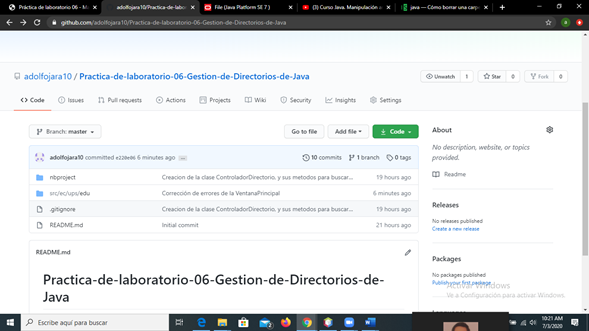 Práctica de laboratorio 06 - M
adolfojara10/Practica-de-labor
File (Java Platform SE 7 )
(3) Curso Java. Manipulación a
java — Cómo borrar una carp
github.com/adolfojara10/Practica-de-laboratorio-06-Gestion-de-Directorios-de-Java
adolfojara10 / Practica-de-laboratorio-06-Gestion-de-Directorios-de-Java
Unwatch 1 Star 0 Fork 0
Code Issues Pull requests Actions Projects Wiki Security Insights Settings
Branch: master Go to file Add file Code
adolfojara10 committed 6 minutes ago 10 commits 1 branch 0 tags
nbproject Creacion de la clase ControladorDirectorio, y sus metodos para buscar... 19 hours ago
src/ec/ups/edu Corrección de errores de la VentanaPrincipal 6 minutes ago
.gitignore Creacion de la clase ControladorDirectorio, y sus metodos para buscar... 19 hours ago
README.md Initial commit 21 hours ago
README.md
Practica-de-laboratorio-06-Gestion-de-Directorios-de-
Java
About
No description, website, or topics
provided.
Readme
Releases
No releases published
Create a new release
Packages
No packages published
Publish your first package
Activar Windows
Ve a Configuración para activar Windows.
Escribe aquí para buscar
10:21 AM
7/3/2020